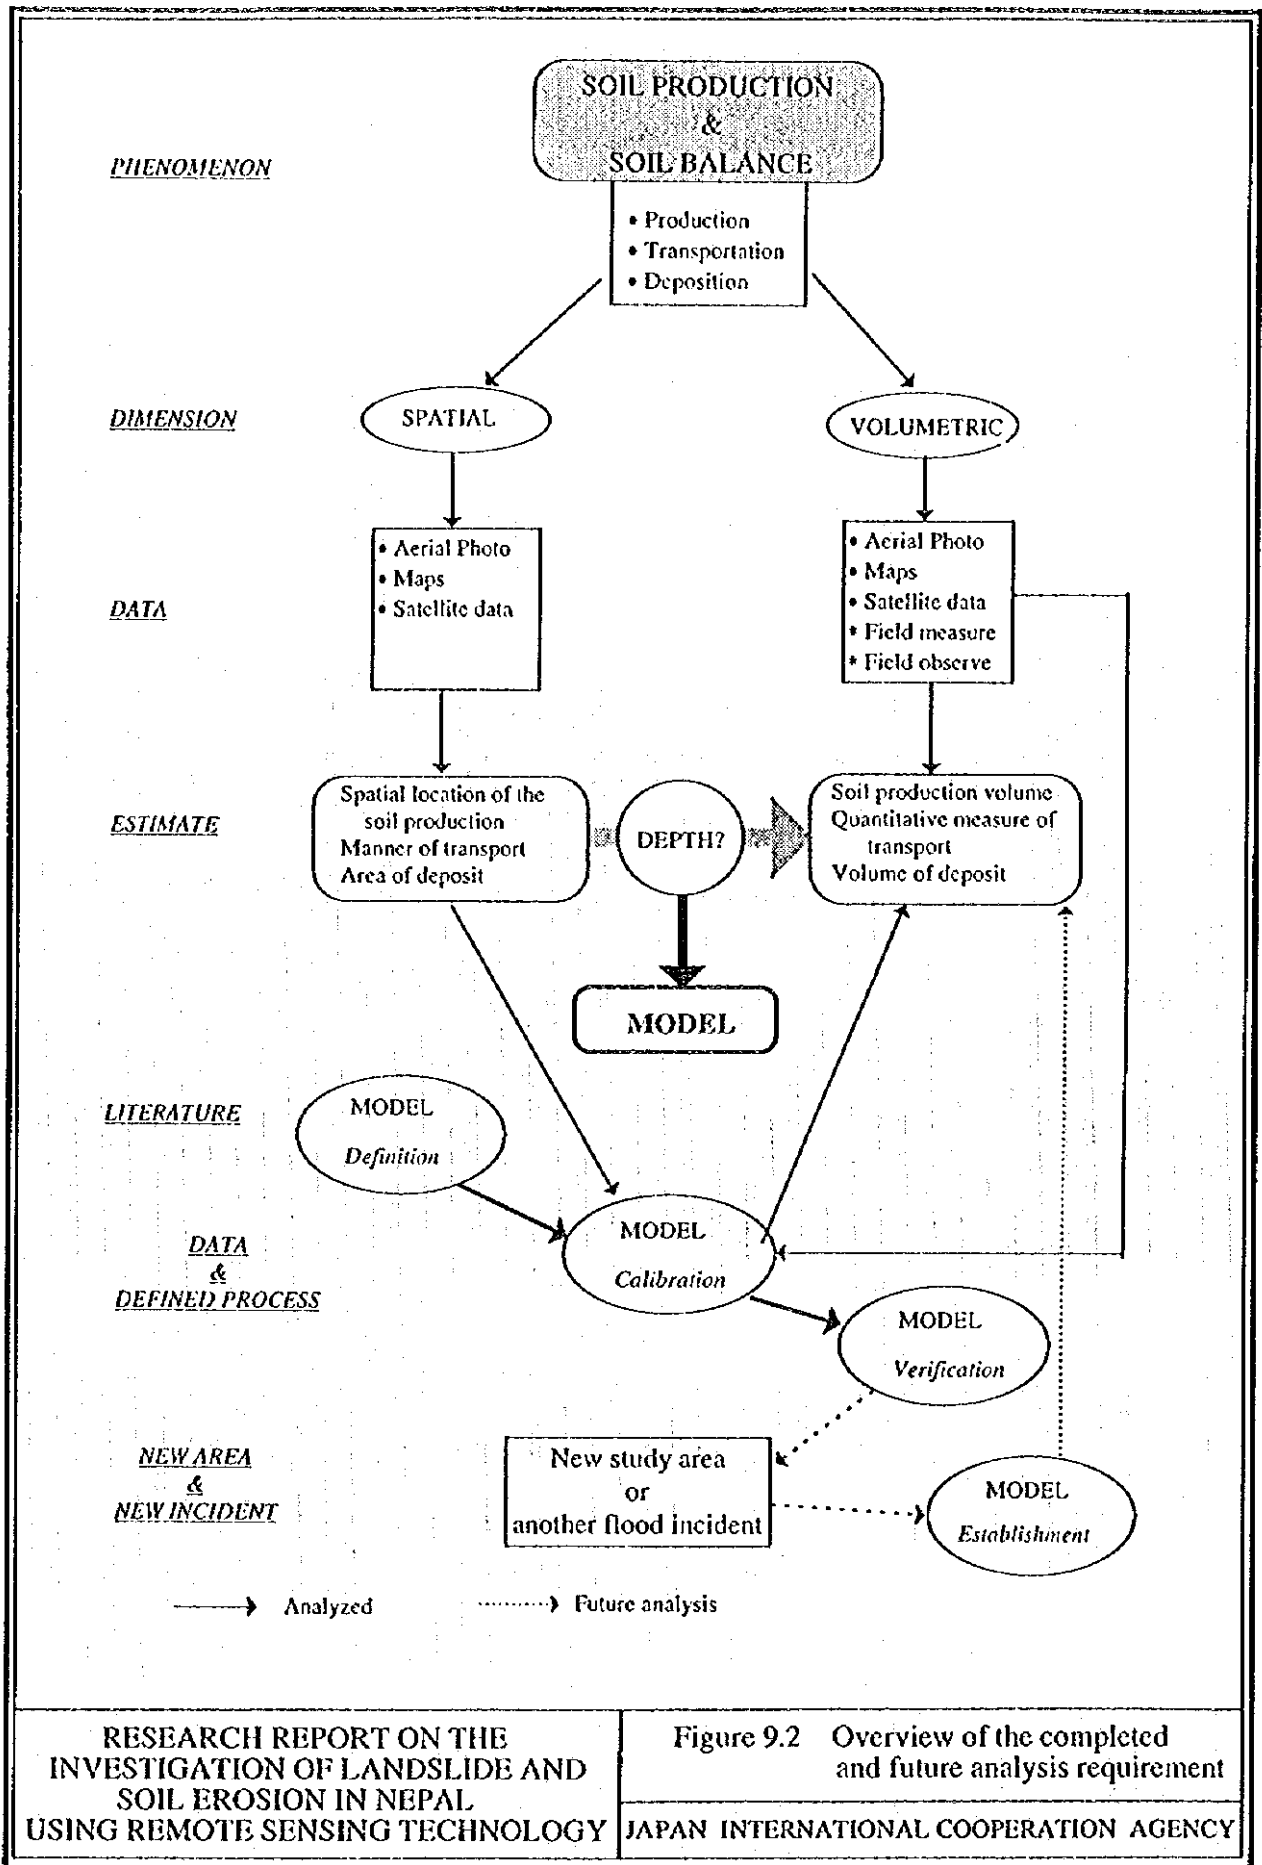 SOIL PRODUCTION
&
SOIL BALANCE
PHENOMENON
• Production
• Transportation
• Deposition
DIMENSION
SPATIAL
VOLUMETRIC
DATA
• Aerial Photo
• Maps
• Satellite data
• Aerial Photo
• Maps
• Satellite data
* Field measure
* Field observe
ESTIMATE
Spatial location of the
soil production
Manner of transport
Area of deposit
DEPTH?
Soil production volume
Quantitative measure of
transport
Volume of deposit
MODEL
LITERATURE
MODEL
Definition
DATA
&
DEFINED PROCESS
MODEL
Calibration
MODEL
Verification
NEW AREA
&
NEW INCIDENT
New study area
or
another flood incident
MODEL
Establishment
Analyzed
Future analysis
RESEARCH REPORT ON THE
INVESTIGATION OF LANDSLIDE AND
SOIL EROSION IN NEPAL
USING REMOTE SENSING TECHNOLOGY
Figure 9.2 Overview of the completed
and future analysis requirement
JAPAN INTERNATIONAL COOPERATION AGENCY